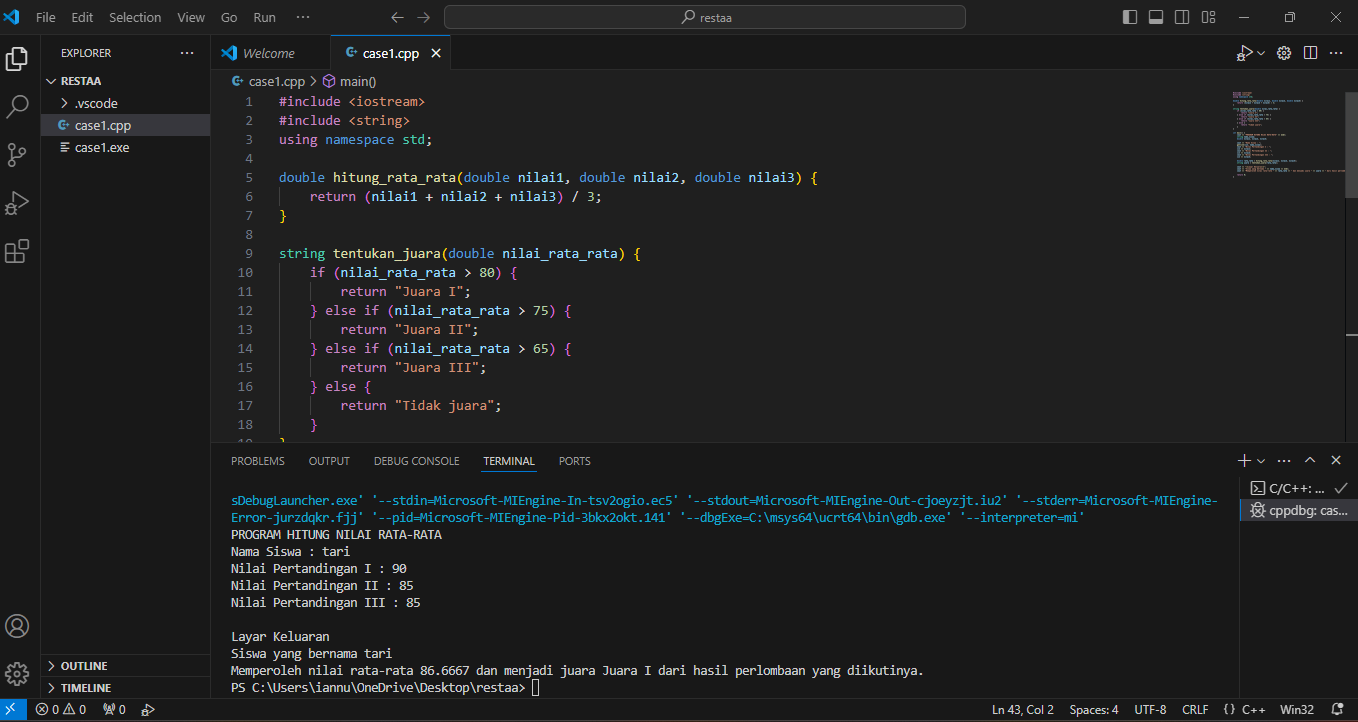 File Edit Selection View Go Run ··· restaa
EXPLORER ···
RESTAA
.vscode
case1.cpp
case1.exe
OUTLINE
TIMELINE
Welcome case1.cpp
case1.cpp > main()
1 #include <iostream>
2 #include <string>
3 using namespace std;
4
5 double hitung_rata_rata(double nilai1, double nilai2, double nilai3) {
6 return (nilai1 + nilai2 + nilai3) / 3;
7 }
8
9 string tentukan_juara(double nilai_rata_rata) {
10 if (nilai_rata_rata > 80) {
11 return "Juara I";
12 } else if (nilai_rata_rata > 75) {
13 return "Juara II";
14 } else if (nilai_rata_rata > 65) {
15 return "Juara III";
16 } else {
17 return "Tidak juara";
18 }
19 }
PROBLEMS OUTPUT DEBUG CONSOLE TERMINAL PORTS
sDebugLauncher.exe' '--stdin=Microsoft-MIEngine-In-tsv2ogio.ec5' '--stdout=Microsoft-MIEngine-Out-cjoeyzjt.iu2' '--stderr=Microsoft-MIEngine-
Error-jurzdqkr.fjj' '--pid=Microsoft-MIEngine-Pid-3bkx2okt.141' '--dbgExe=C:\msys64\ucrt64\bin\gdb.exe' '--interpreter=mi'
PROGRAM HITUNG NILAI RATA-RATA
Nama Siswa : tari
Nilai Pertandingan I : 90
Nilai Pertandingan II : 85
Nilai Pertandingan III : 85
Layar Keluaran
Siswa yang bernama tari
Memperoleh nilai rata-rata 86.6667 dan menjadi juara Juara I dari hasil perlombaan yang diikutinya.
PS C:\Users\iannu\OneDrive\Desktop\restaa>
C/C++: ...
cppdbg: cas...
0 0 0 Ln 43, Col 2 Spaces: 4 UTF-8 CRLF {} C++ Win32